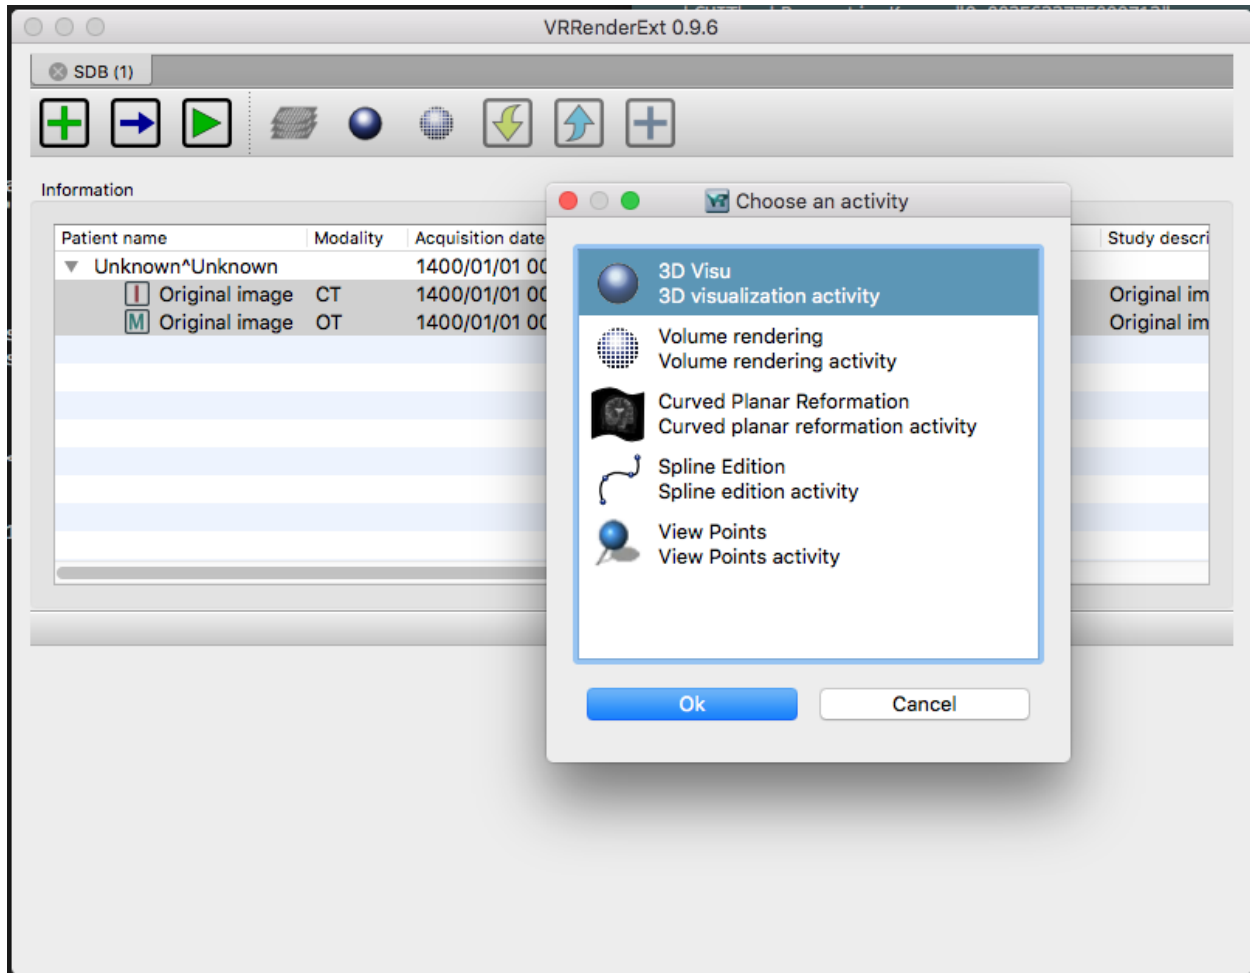 VRRenderExt 0.9.6
SDB (1)
Information
Patient name Modality Acquisition date Study descri
Unknown^Unknown 1400/01/01 00
I Original image CT 1400/01/01 00 Original im
M Original image OT 1400/01/01 00 Original im
Choose an activity
3D Visu
3D visualization activity
Volume rendering
Volume rendering activity
Curved Planar Reformation
Curved planar reformation activity
Spline Edition
Spline edition activity
View Points
View Points activity
Ok Cancel